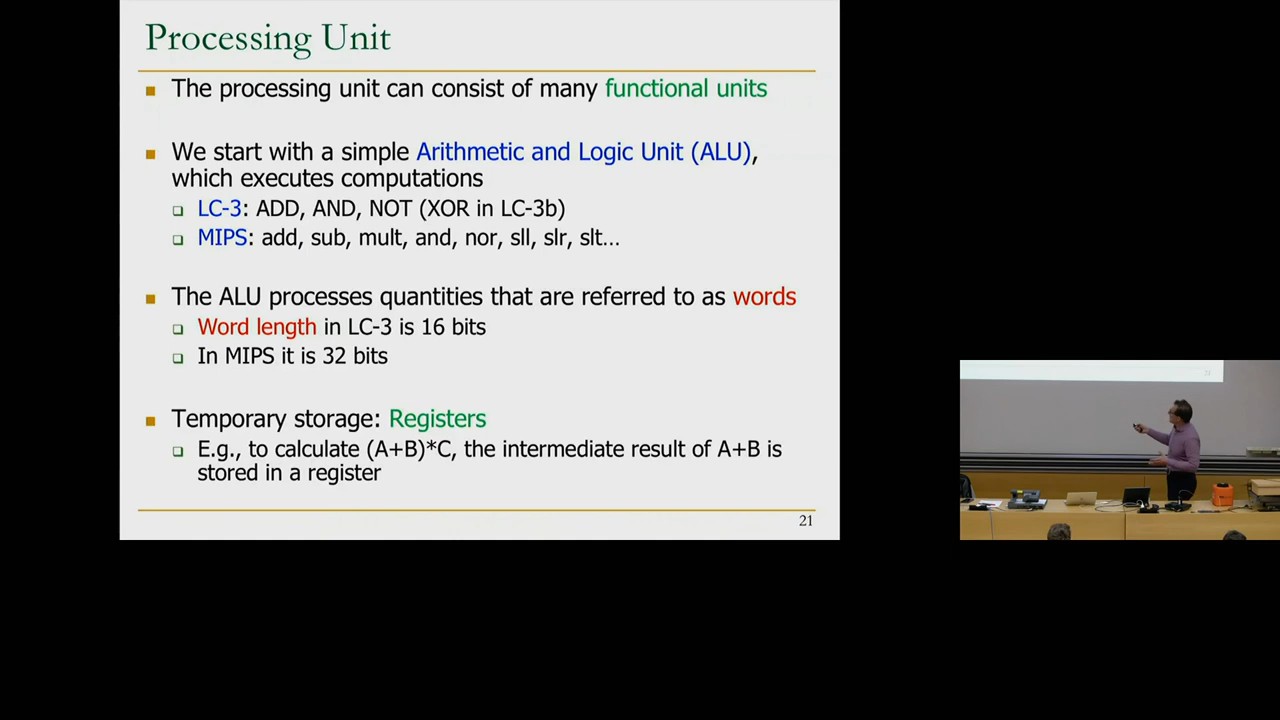 Processing Unit
The processing unit can consist of many functional units
We start with a simple Arithmetic and Logic Unit (ALU),
which executes computations
LC-3: ADD, AND, NOT (XOR in LC-3b)
MIPS: add, sub, mult, and, nor, sll, slr, slt…
The ALU processes quantities that are referred to as words
Word length in LC-3 is 16 bits
In MIPS it is 32 bits
Temporary storage: Registers
E.g., to calculate (A+B)*C, the intermediate result of A+B is
stored in a register
21
21